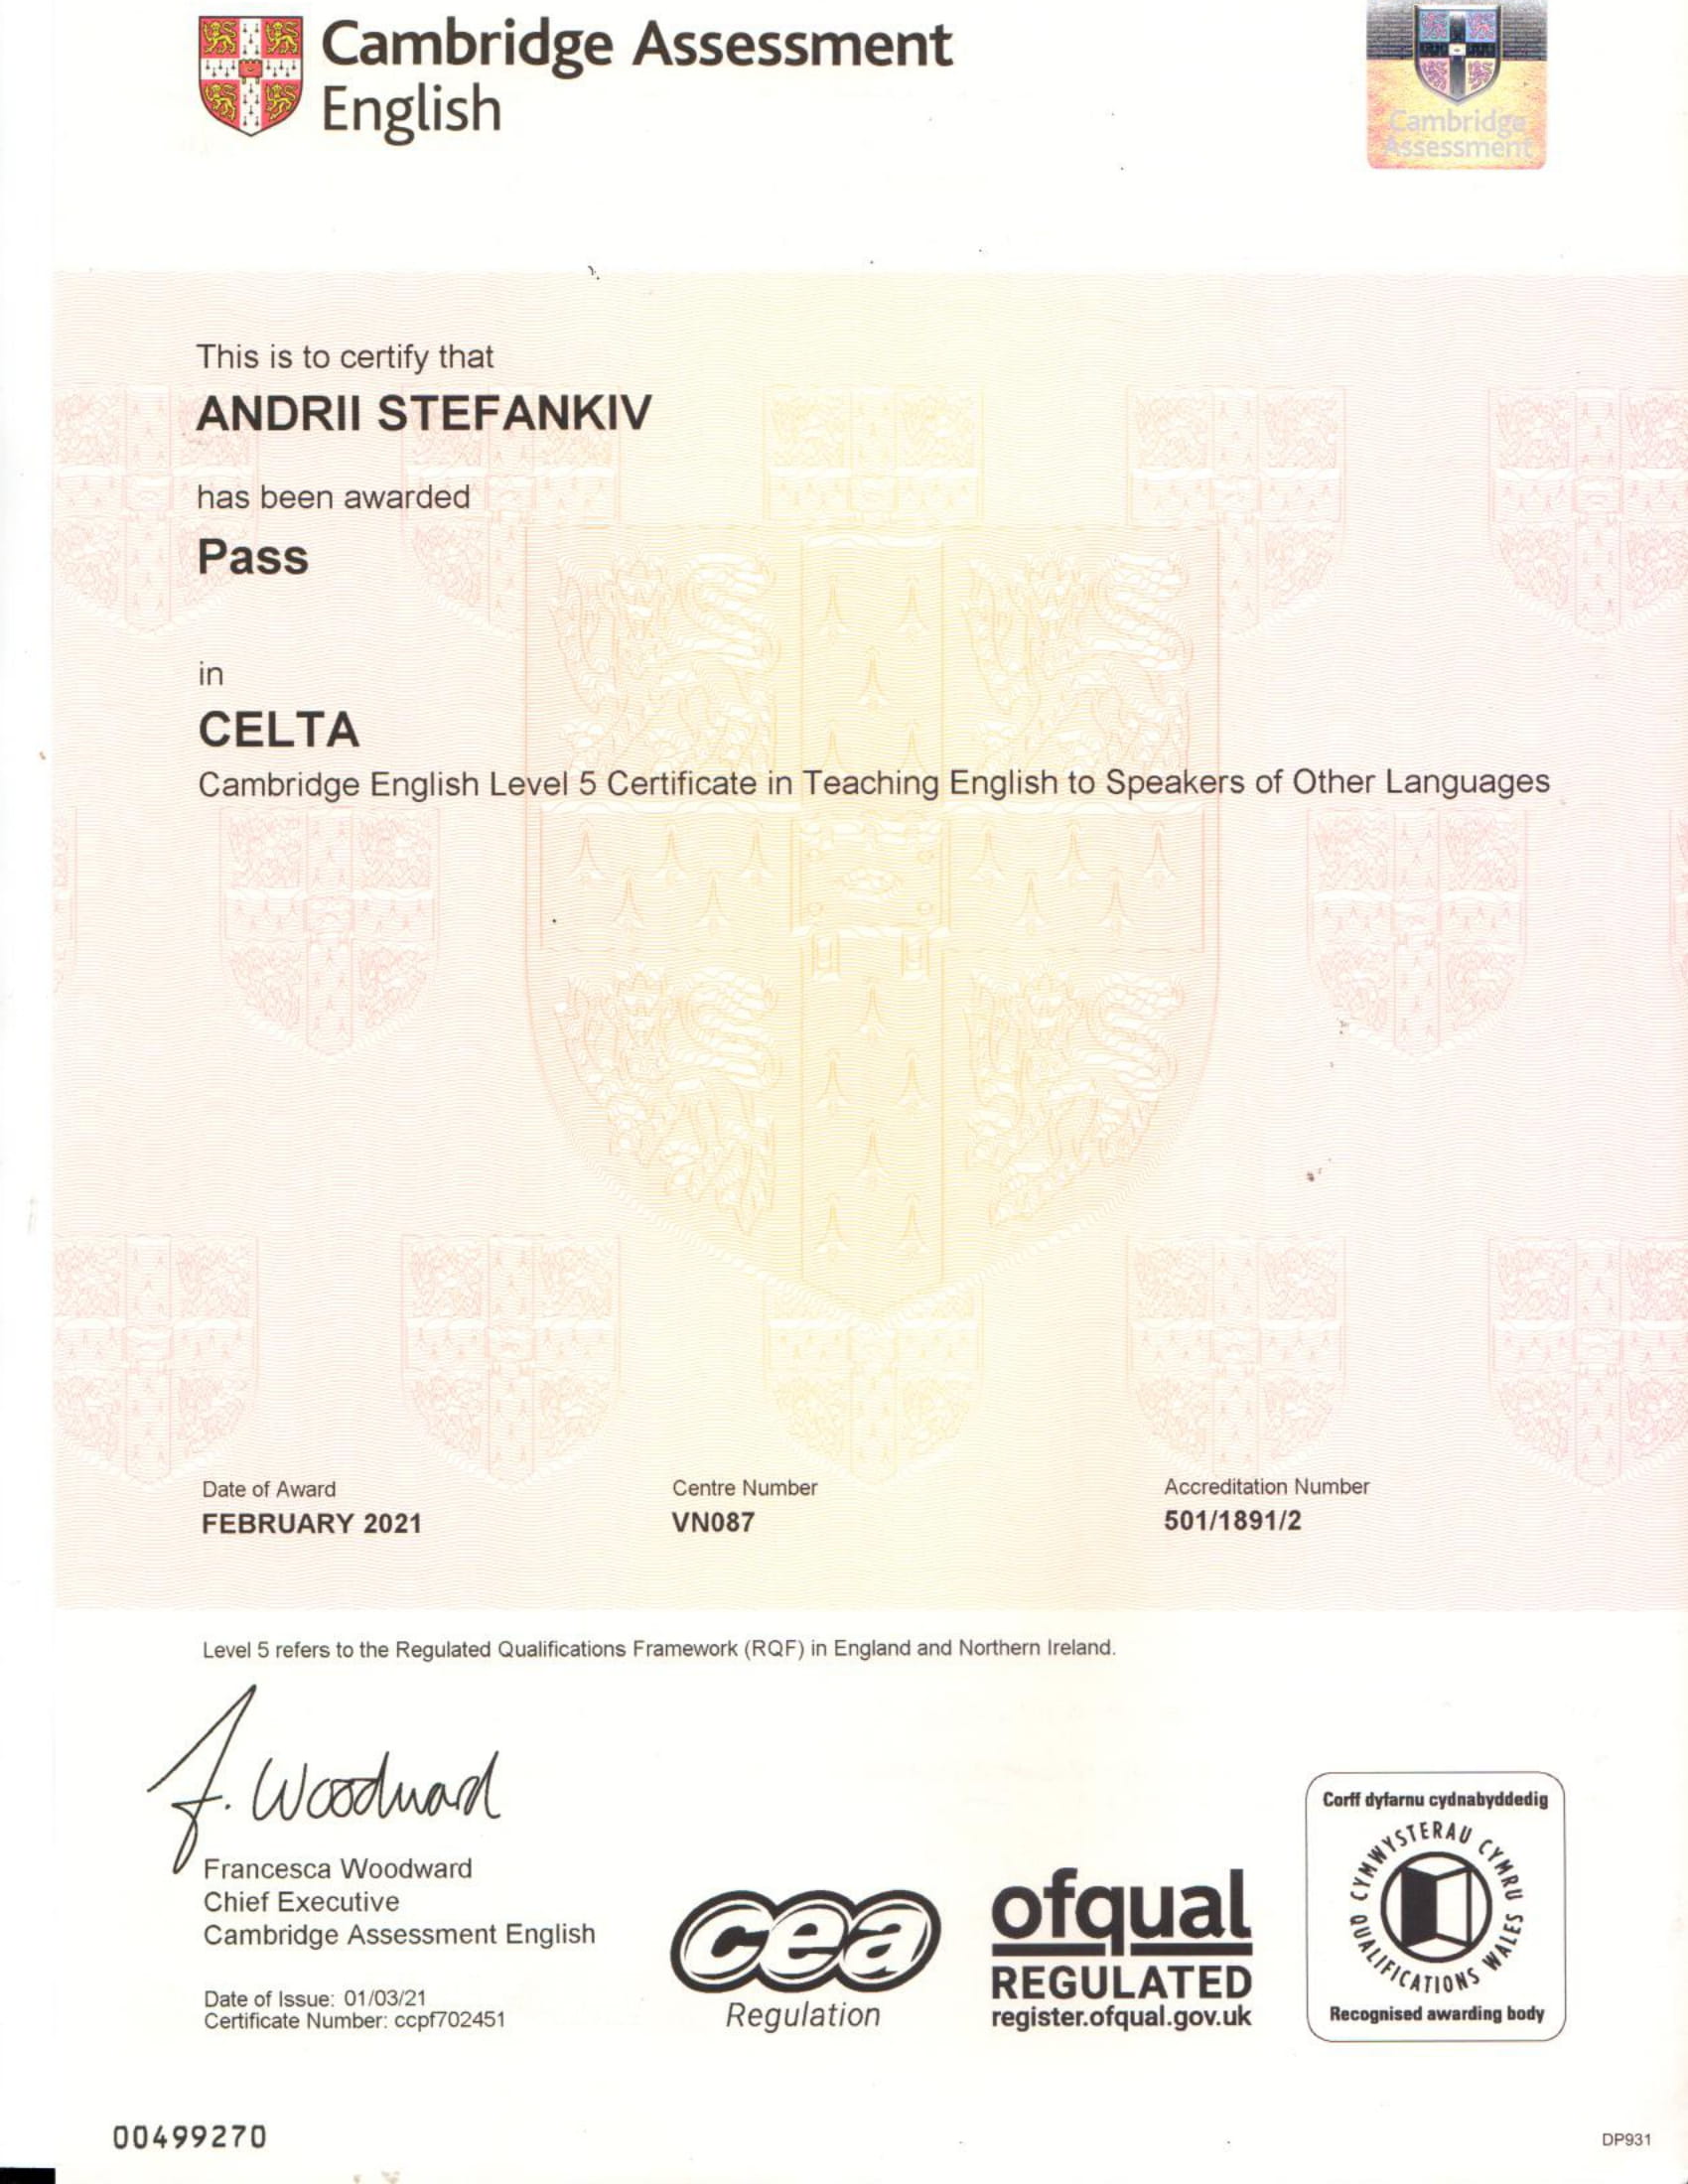 Cambridge Assessment
English
Cambridge
Assessment
This is to certify that
ANDRII STEFANKIV
has been awarded
Pass
in
CELTA
Cambridge English Level 5 Certificate in Teaching English to Speakers of Other Languages
Date of Award
FEBRUARY 2021
Centre Number
VN087
Accreditation Number
501/1891/2
Level 5 refers to the Regulated Qualifications Framework (RQF) in England and Northern Ireland.
F. Woodward
Francesca Woodward
Chief Executive
Cambridge Assessment English
Date of Issue: 01/03/21
Certificate Number: ccpf702451
cea
Regulation
ofqual
REGULATED
register.ofqual.gov.uk
Corff dyfarnu cydnabyddedig
CYMWYSTERAU CYMRU
QUALIFICATIONS WALES
Recognised awarding body
00499270
DP931